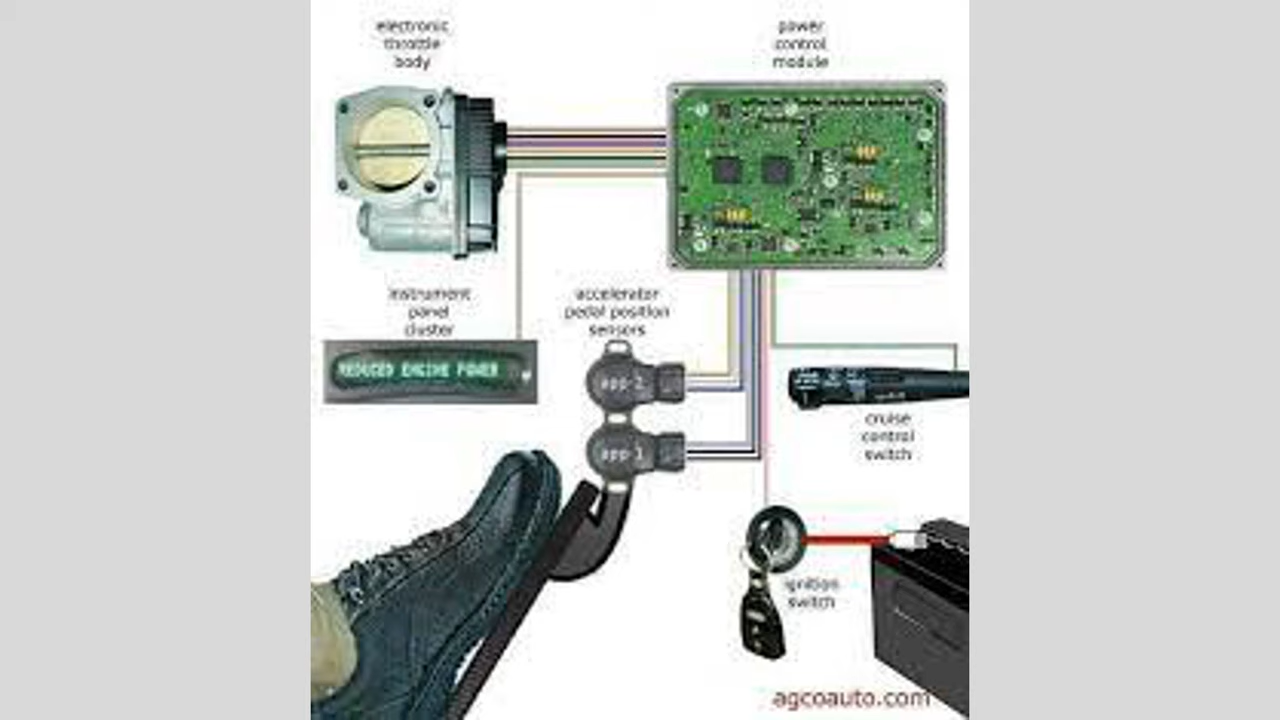 electronic
throttle
body
power
control
module
instrument
panel
cluster
accelerator
pedal position
sensors
REDUCED ENGINE POWER
app 2
app 1
cruise
control
switch
ignition
switch
agcoauto.com